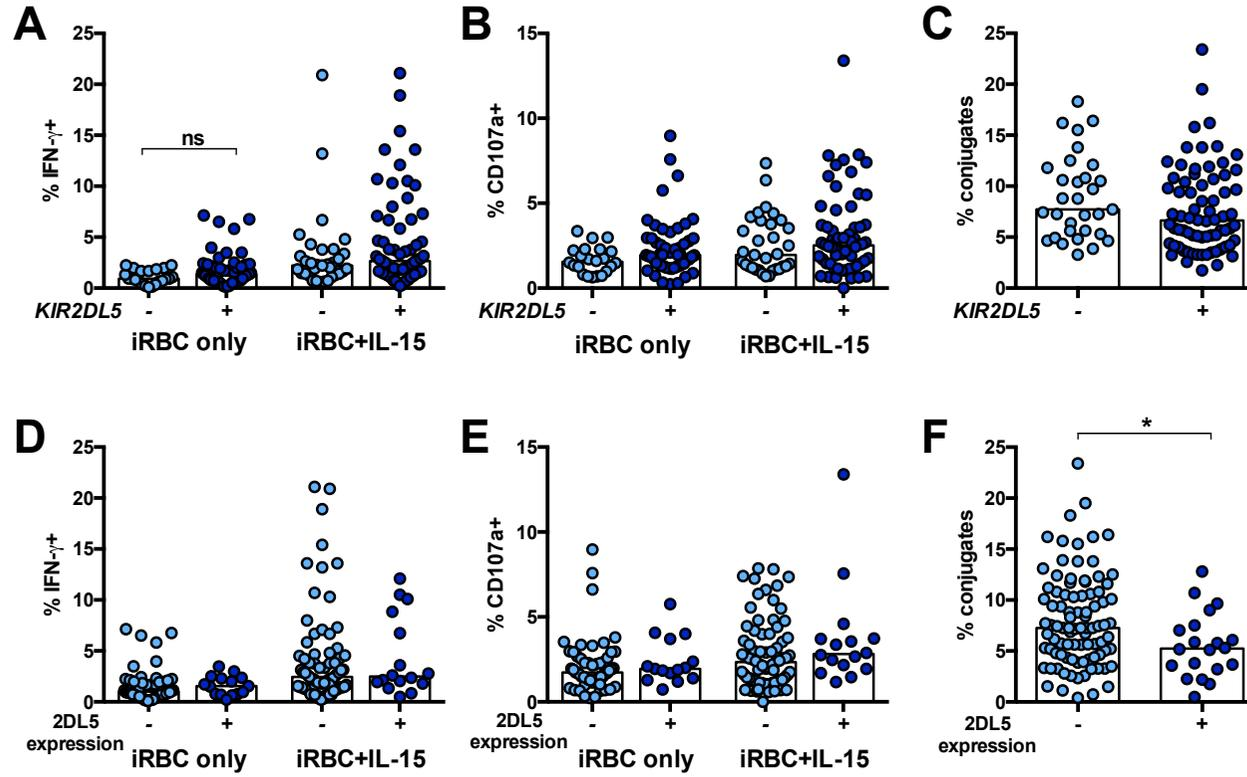 A
B
C
25
20
15
10
5
0
% IFN-γ+
ns
KIR2DL5 - + - +
iRBC only iRBC+IL-15
15
10
5
0
% CD107a+
KIR2DL5 - + - +
iRBC only iRBC+IL-15
25
20
15
10
5
0
% conjugates
KIR2DL5 - +
D
E
F
25
20
15
10
5
0
% IFN-γ+
2DL5 - + - +
expression
iRBC only iRBC+IL-15
15
10
5
0
% CD107a+
2DL5 - + - +
expression
iRBC only iRBC+IL-15
*
25
20
15
10
5
0
% conjugates
2DL5 - +
expression